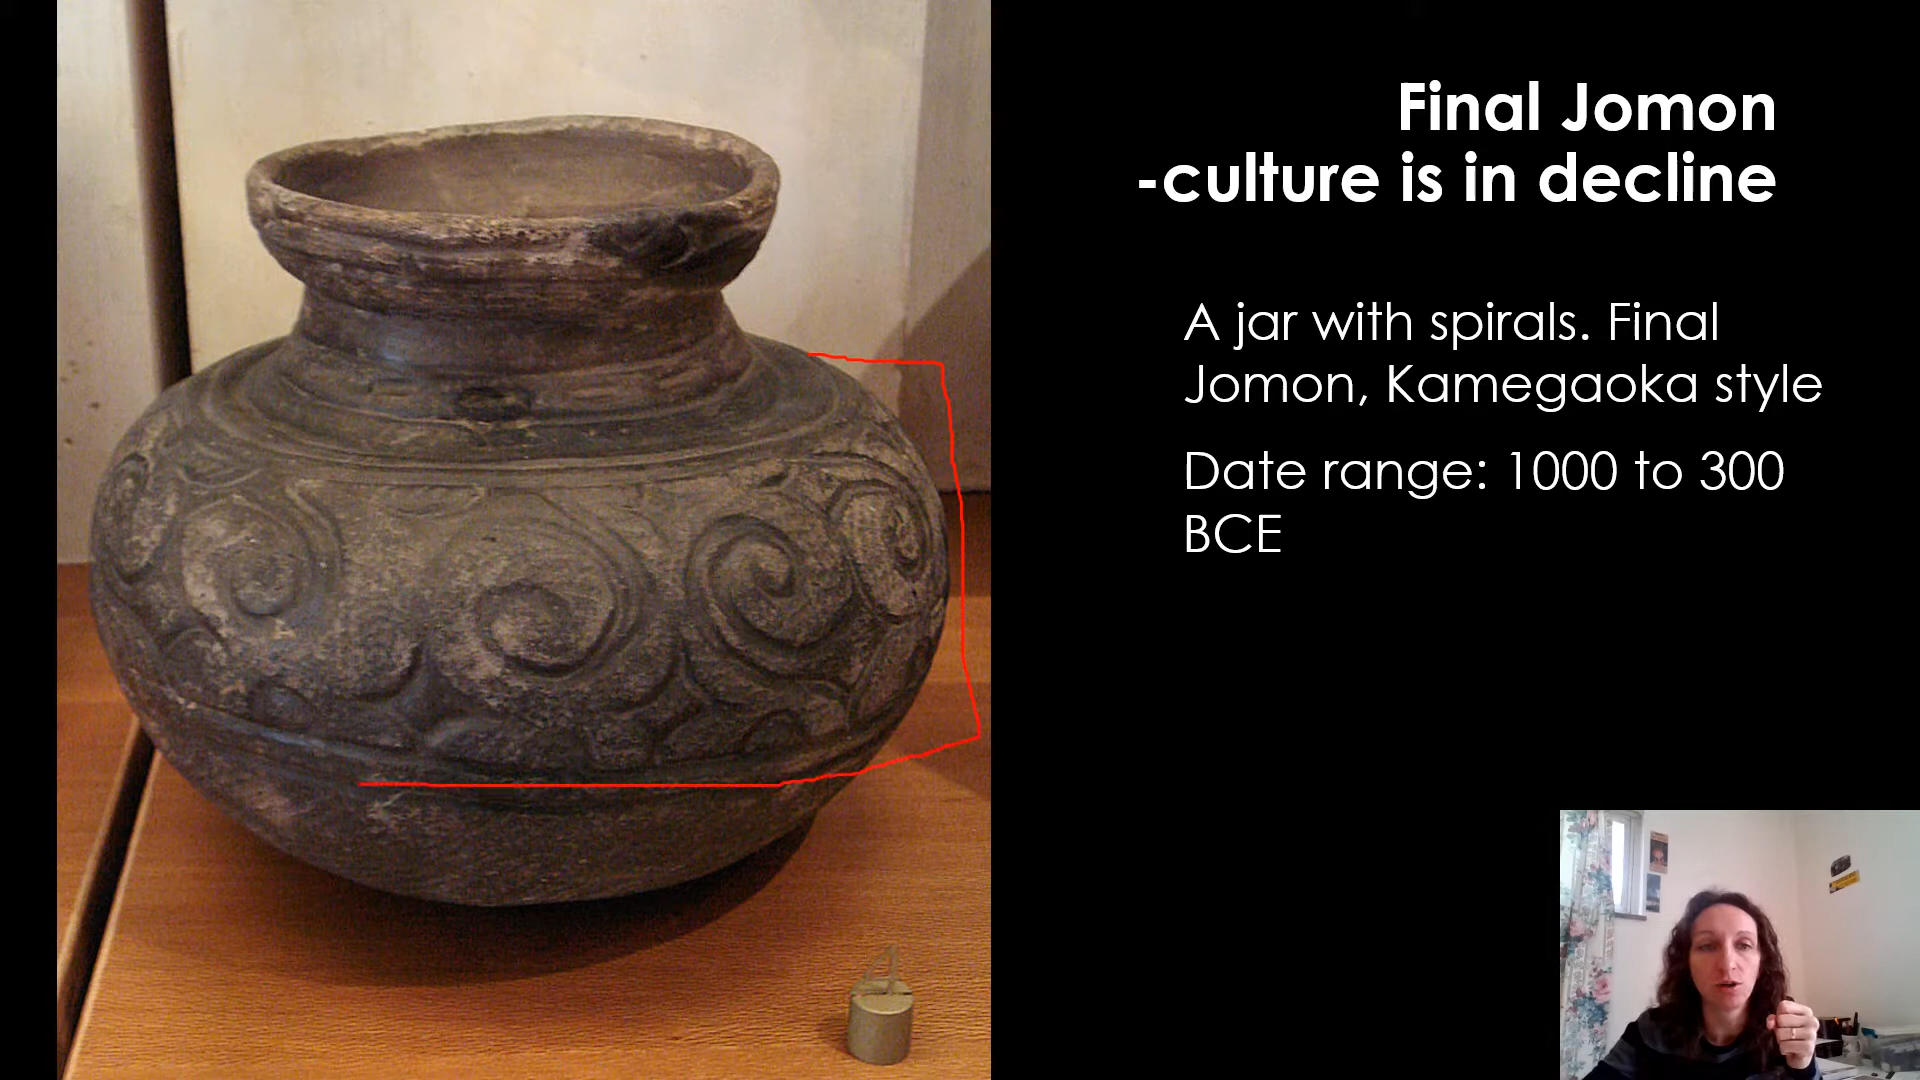 Final Jomon
-culture is in decline
A jar with spirals. Final
Jomon, Kamegaoka style
Date range: 1000 to 300
BCE